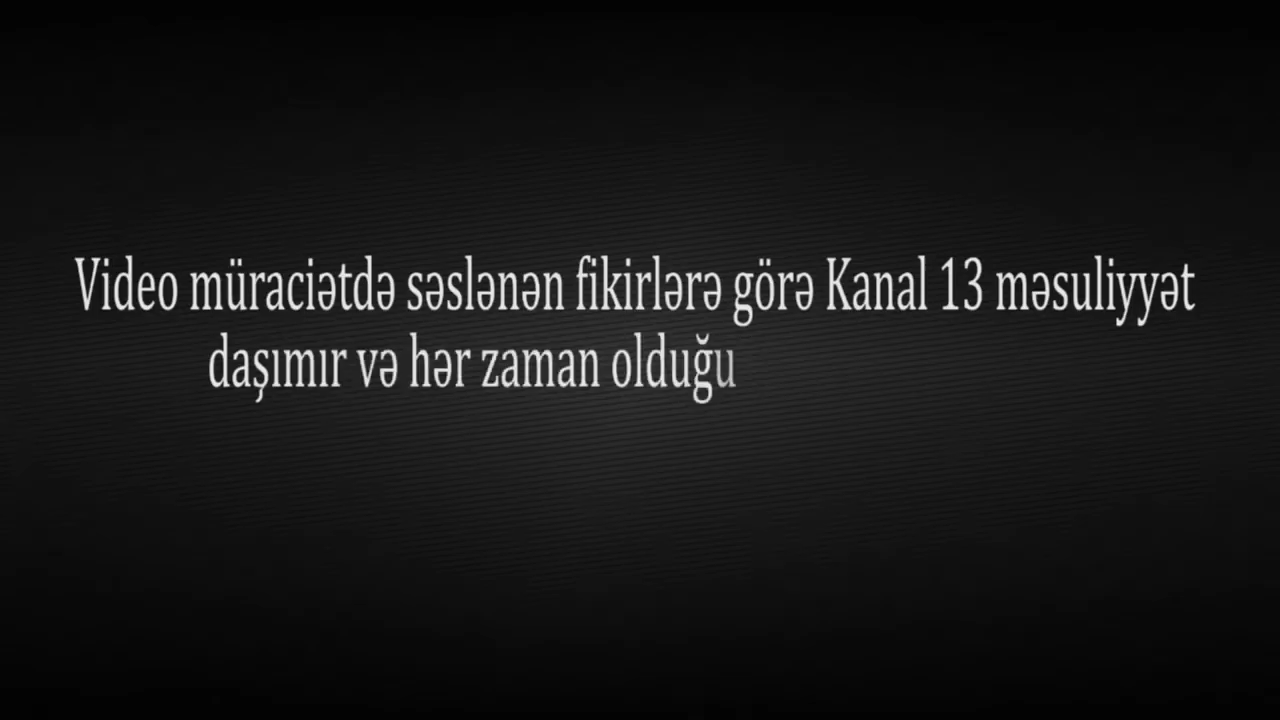 Video müraciətdə səslənən fikirlərə görə Kanal 13 məsuliyyət
daşımır və hər zaman olduğu